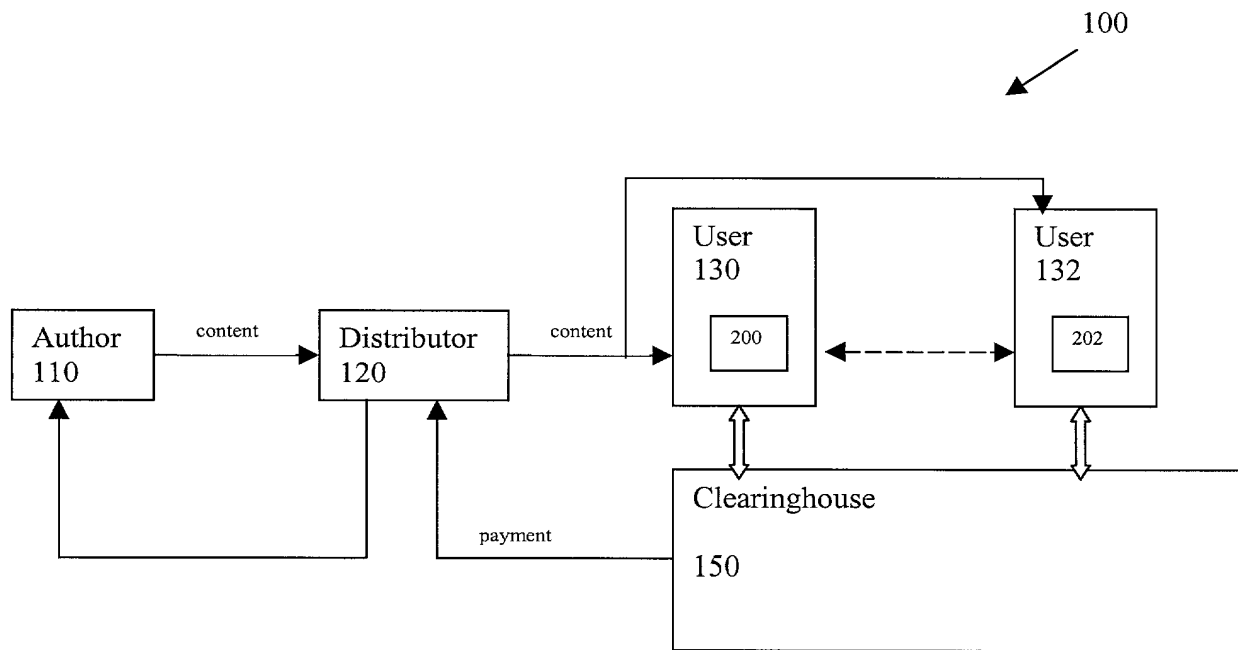 100
User
130
200
User
132
202
Author
110
content
Distributor
120
content
Clearinghouse
150
payment